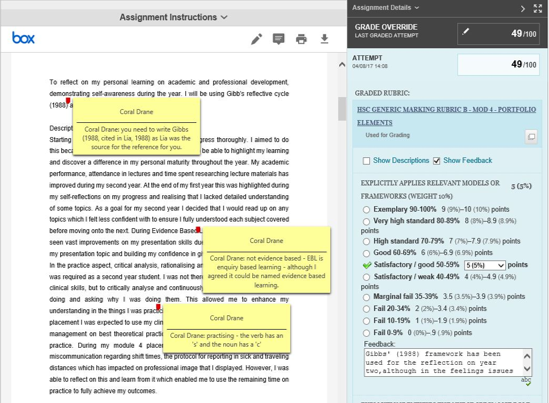 Assignment Instructions
Assignment Details
GRADE OVERRIDE
LAST GRADED ATTEMPT
49/100
box
ATTEMPT
04/08/17 14:08
49/100
To reflect on my personal learning on academic and professional development,
demonstrating self-awareness during the year. I will be using Gibb's reflective cycle
(1988) a
Coral Drane
Coral Drane: you need to write Gibbs
(1988, cited in Lia, 1988) as Lia was the
source for the reference for you.
Descript
Starting gress thoroughly. I aimed to do
this beca be able to highlight my learning
and discover a difference in my personal maturity throughout the year. My academic
performance, attendance in lectures and time spent researching lecture materials has
improved during my second year. At the end of my first year this was highlighted during
my self-reflections on my progress and realising that I lacked detailed understanding
of some topics. As a goal for my second year I decided that I would read up on any
topics which I felt less confident with to ensure I fully understood each subject covered
before moving onto the next. During Evidence Based
seen vast improvements on my presentation skills du
my presentation topic and building my confidence in gi
In the practice aspect, critical analysis, rationalising an
was required as a second year student. I was not then
clinical skills, but to critically analyse and continuous
doing and asking why I was doing them. This allowed me to enhance my
understanding in the things I was practic
placement I was expected to use my clin
management on best theoretical practic
practice. During my module 4 placem
miscommunication regarding shift times, the protocol for reporting in sick and traveling
distances which has impacted on professional image that I displayed. However, I was
able to reflect on this and learn from it which enabled me to use the remaining time on
practice to fully achieve my outcomes.
Coral Drane
Coral Drane: not evidence based - EBL is
enquiry based learning - although I
agreed it could be named evidence based
learning.
Coral Drane
Coral Drane: practising - the verb has an
's' and the noun has a 'c'
GRADED RUBRIC:
HSC GENERIC MARKING RUBRIC B - MOD 4 - PORTFOLIO
ELEMENTS
Used for Grading
Show Descriptions Show Feedback
EXPLICITLY APPLIES RELEVANT MODELS OR
FRAMEWORKS (WEIGHT 10%)
5 (5%)
Exemplary 90-100% 9 (9%)–10 (10%) points
Very high standard 80-89% 8 (8%)–8.9 (8.9%)
points
High standard 70-79% 7 (7%)–7.9 (7.9%) points
Good 60-69% 6 (6%)–6.9 (6.9%) points
Satisfactory / good 50-59% 5 (5%) points
Satisfactory / weak 40-49% 4 (4%)–4.9 (4.9%)
points
Marginal fail 35-39% 3.5 (3.5%)–3.9 (3.9%) points
Fail 20-34% 2 (2%)–3.4 (3.4%) points
Fail 10-19% 1 (1%)–1.9 (1.9%) points
Fail 0-9% 0 (0%)–.9 (.9%) points
Feedback:
Gibbs' (1988) framework has been
used for the reflection on year
two,although in the feelings issues
abc